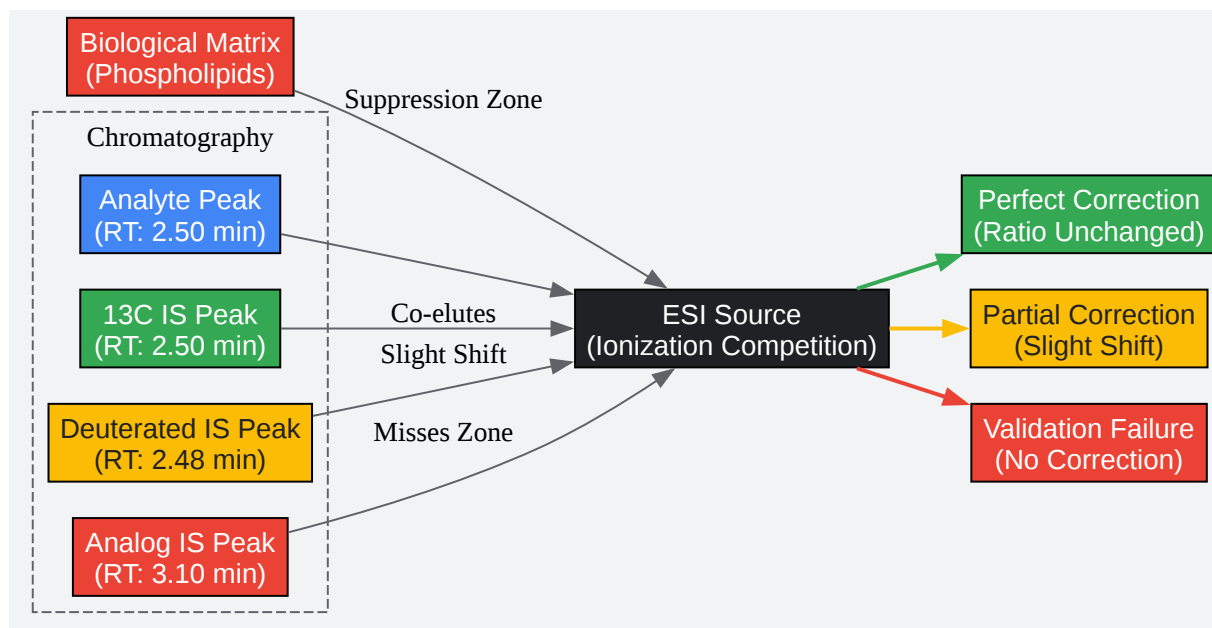 Biological Matrix
(Phospholipids)
Suppression Zone
Chromatography
Analyte Peak
(RT: 2.50 min)
13C IS Peak
(RT: 2.50 min)
Co-elutes
Slight Shift
Deuterated IS Peak
(RT: 2.48 min)
Misses Zone
Analog IS Peak
(RT: 3.10 min)
ESI Source
(Ionization Competition)
Perfect Correction
(Ratio Unchanged)
Partial Correction
(Slight Shift)
Validation Failure
(No Correction)